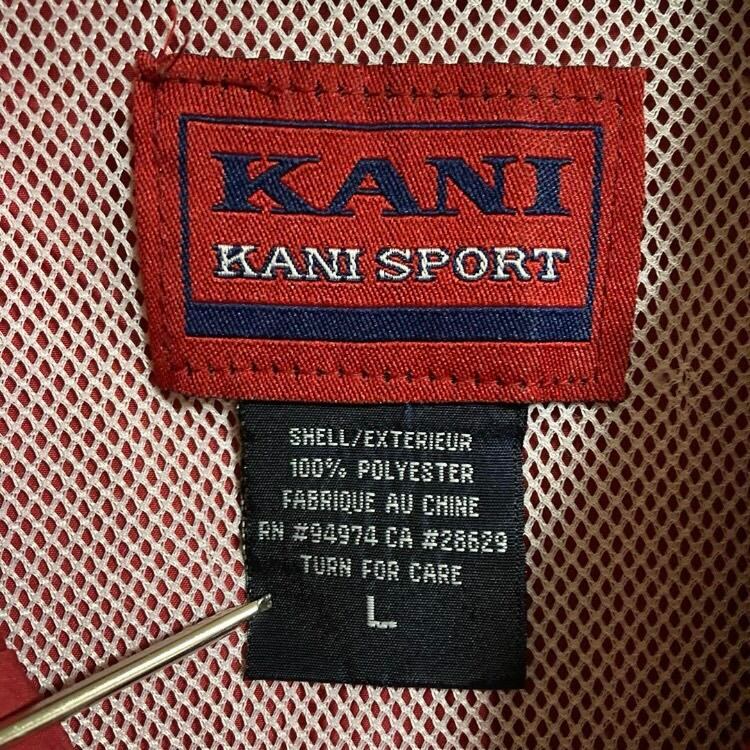 KANI
KANI SPORT
SHELL/EXTERIEUR
100% POLYESTER
FABRIQUE AU CHINE
RN #94974 CA #28629
TURN FOR CARE
L